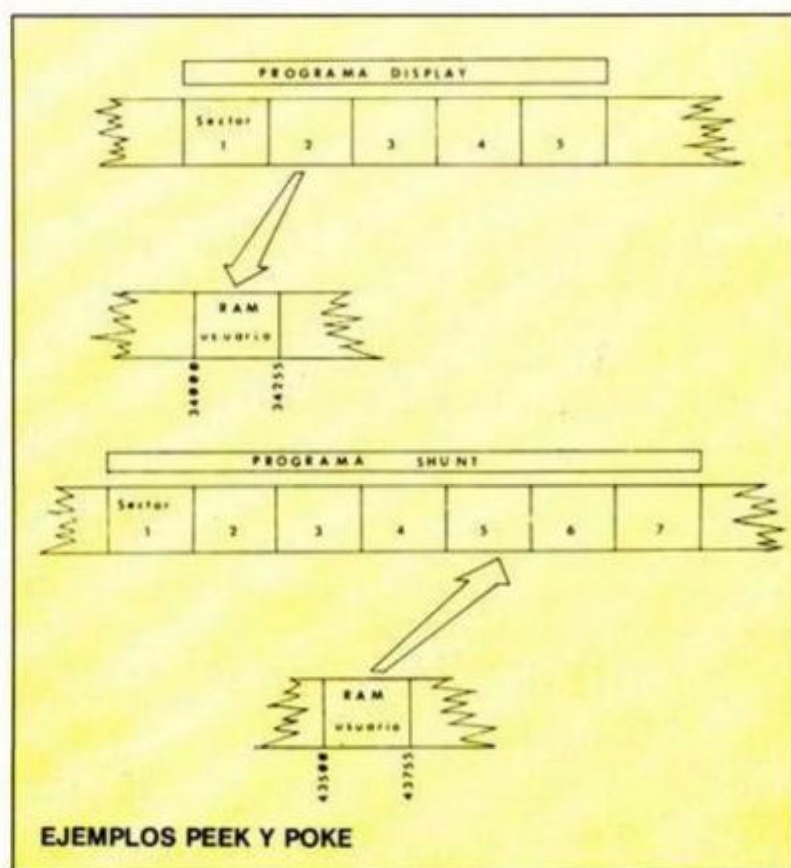 PROGRAMA DISPLAY
Sector
1 2 3 4 5
RAM
usuario
34000 34255
PROGRAMA SHUNT
Sector
1 2 3 4 5 6 7
RAM
usuario
43500 43755
EJEMPLOS PEEK Y POKE